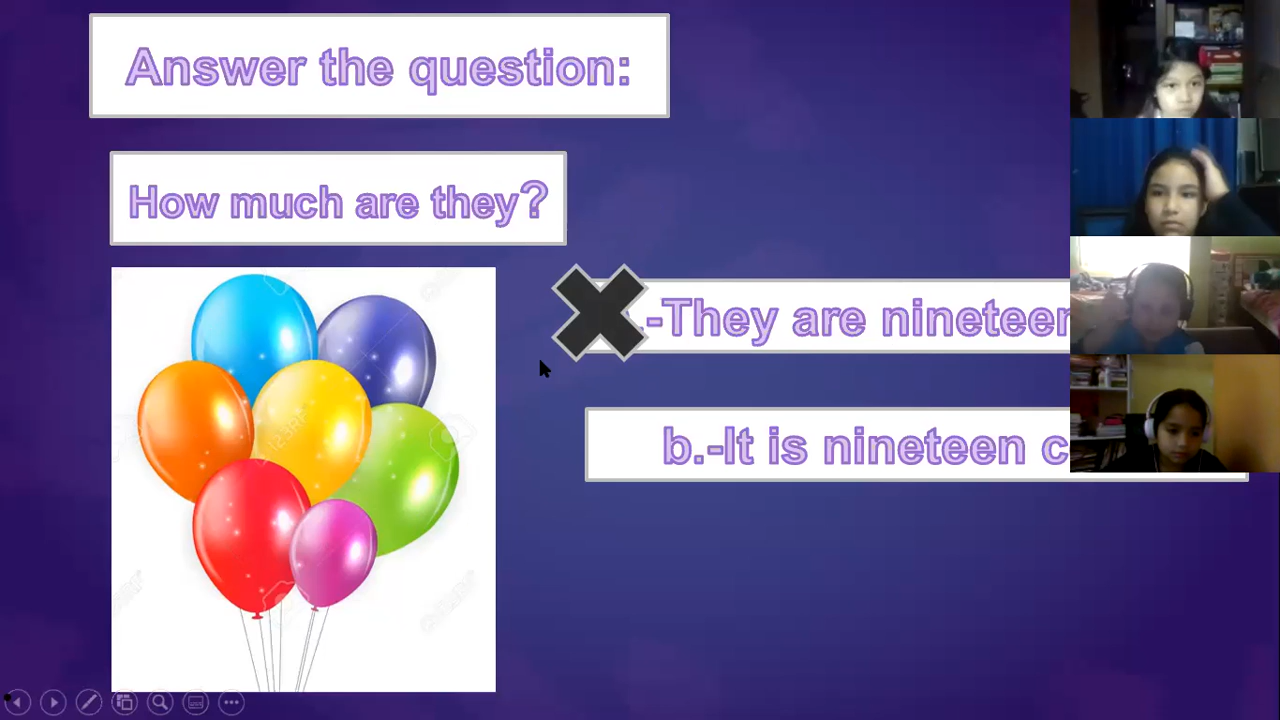 Answer the question:
How much are they?
.-They are nineteen
b.-It is nineteen